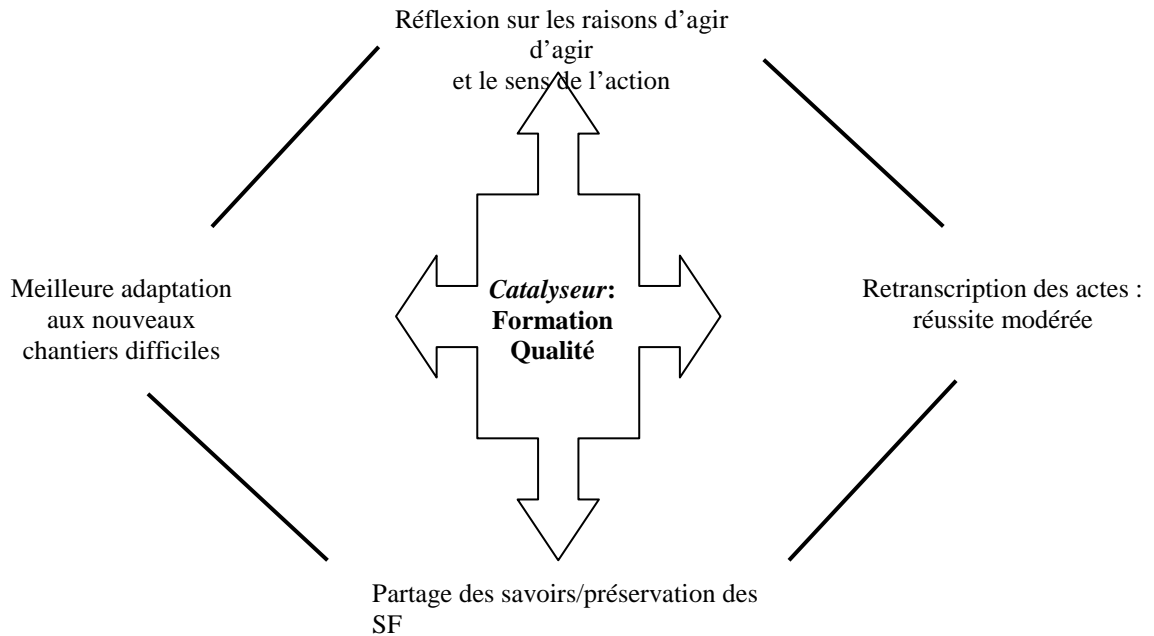 Réflexion sur les raisons d’agir
d’agir
et le sens de l’action
Meilleure adaptation
aux nouveaux
chantiers difficiles
Catalyseur:
Formation
Qualité
Retranscription des actes :
réussite modérée
Partage des savoirs/préservation des
SF